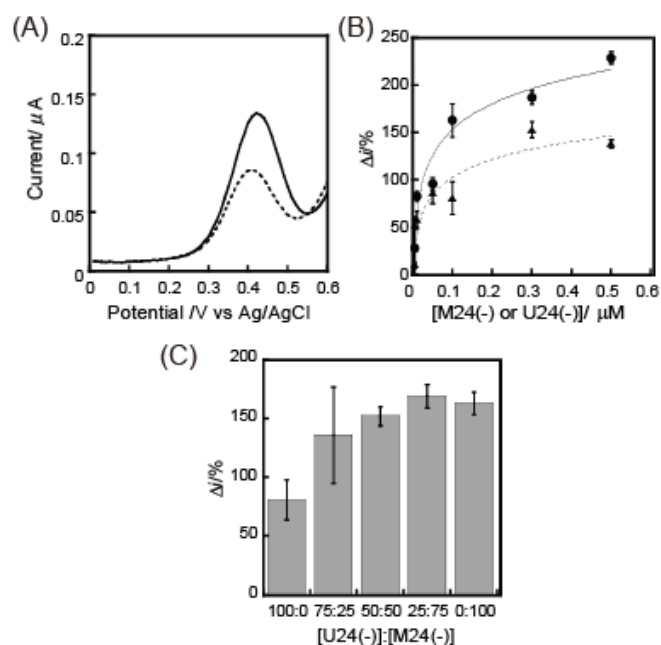 (A)
0.2
0.15
0.1
0.05
0
Current/ μA
0 0.1 0.2 0.3 0.4 0.5 0.6
Potential /V vs Ag/AgCl
(B)
250
200
150
100
50
0
Δi/%
0.1 0.2 0.3 0.4 0.5 0.6
[M24(-) or U24(-)]/ μM
(C)
200
150
100
50
0
Δi/%
100:0 75:25 50:50 25:75 0:100
[U24(-)]:[M24(-)]